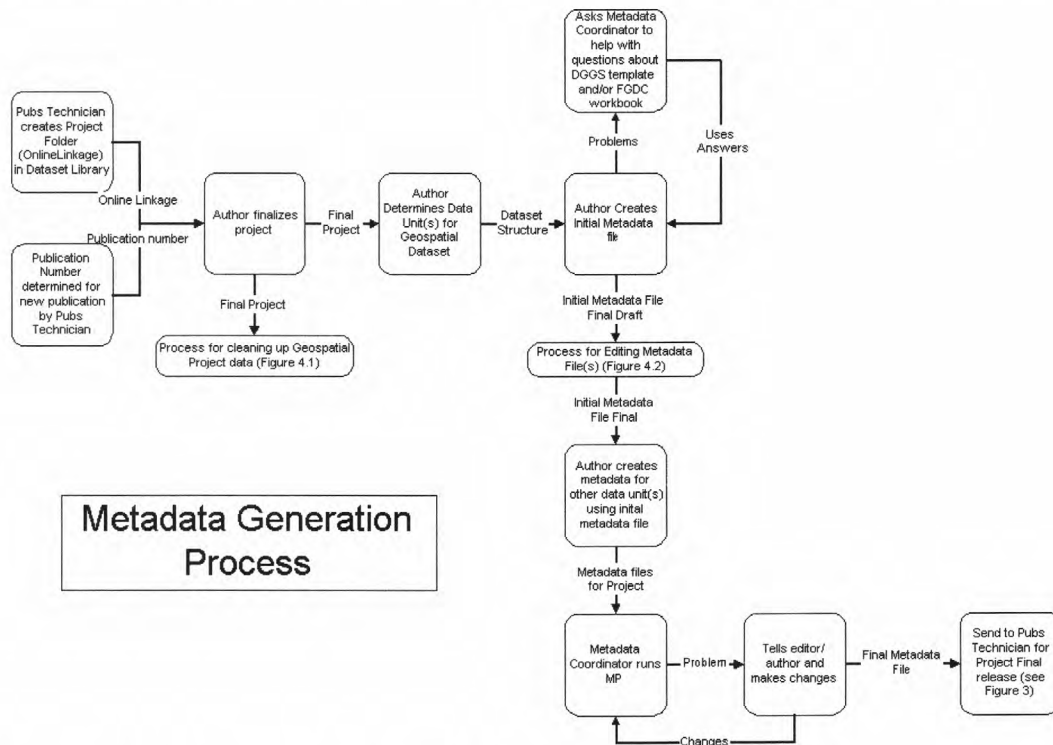 Asks Metadata
Coordinator to
help with
questions about
DGGS template
and/or FGDC
workbook
Pubs Technician
creates Project
Folder
(OnlineLinkage)
in Dataset Library
Problems
Uses
Answers
Online Linkage
Author finalizes
project
Final
Project
Author
Determines Data
Unit(s) for
Geospatial
Dataset
Dataset
Structure
Author Creates
Initial Metadata
file
Publication number
Publication
Number
determined for
new publication
by Pubs
Technician
Final Project
Initial Metadata File
Final Draft
Process for cleaning up Geospatial
Project data (Figure 4.1)
Process for Editing Metadata
File(s) (Figure 4.2)
Initial Metadata
File Final
Author creates
metadata for
other data unit(s)
using inital
metadata file
Metadata Generation
Process
Metadata files
for Project
Metadata
Coordinator runs
MP
Problem
Tells editor/
author and
makes changes
Final Metadata
File
Send to Pubs
Technician for
Project Final
release (see
Figure 3)
Changes